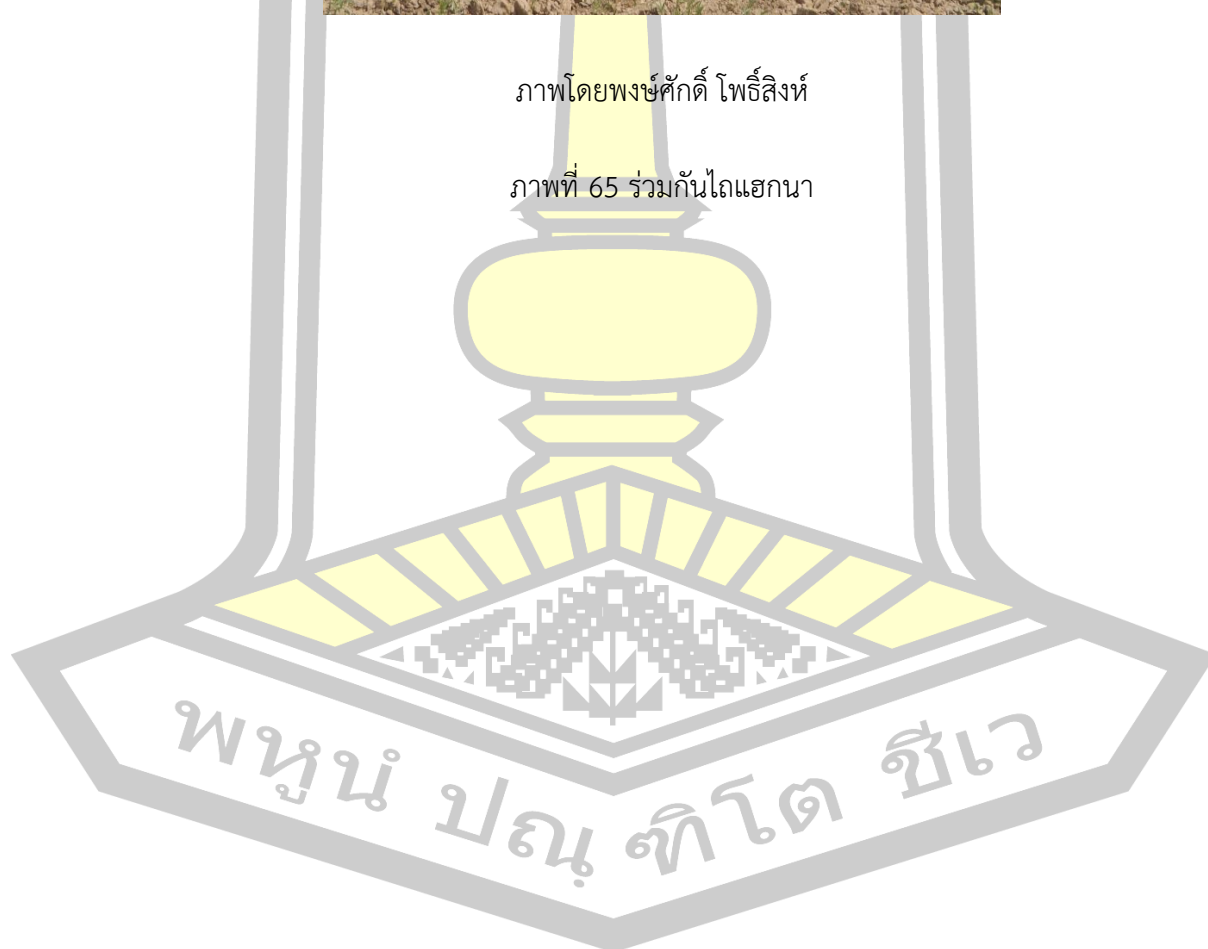 ภาพโดยพงษ์ศักดิ์ โพธิ์สิงห์
ภาพที่ 65 ร่วมกันไถแฮกนา
พหูนํ ปณฺ ฑิโต ชีเว